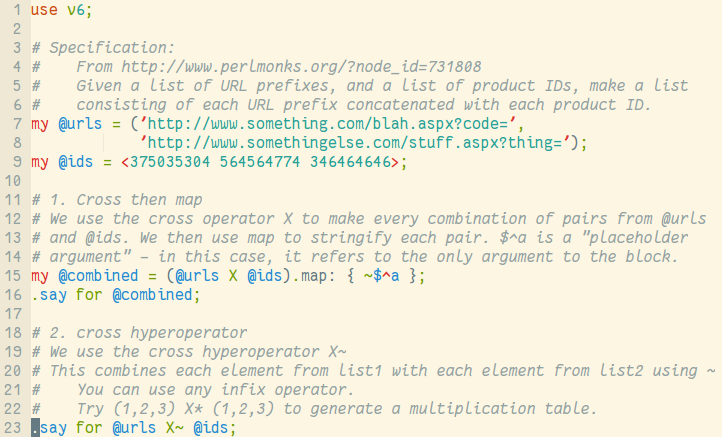 1 use v6;
2
3 # Specification:
4 #    From http://www.perlmonks.org/?node_id=731808
5 #    Given a list of URL prefixes, and a list of product IDs, make a list
6 #    consisting of each URL prefix concatenated with each product ID.
7 my @urls = ('http://www.something.com/blah.aspx?code=',
8             'http://www.somethingelse.com/stuff.aspx?thing=');
9 my @ids = <375035304 564564774 346464646>;
10
11 # 1. Cross then map
12 # We use the cross operator X to make every combination of pairs from @urls
13 # and @ids. We then use map to stringify each pair. $^a is a "placeholder
14 # argument" – in this case, it refers to the only argument to the block.
15 my @combined = (@urls X @ids).map: { ~$^a };
16 .say for @combined;
17
18 # 2. cross hyperoperator
19 # We use the cross hyperoperator X~
20 # This combines each element from list1 with each element from list2 using ~
21 #    You can use any infix operator.
22 #    Try (1,2,3) X* (1,2,3) to generate a multiplication table.
23 .say for @urls X~ @ids;